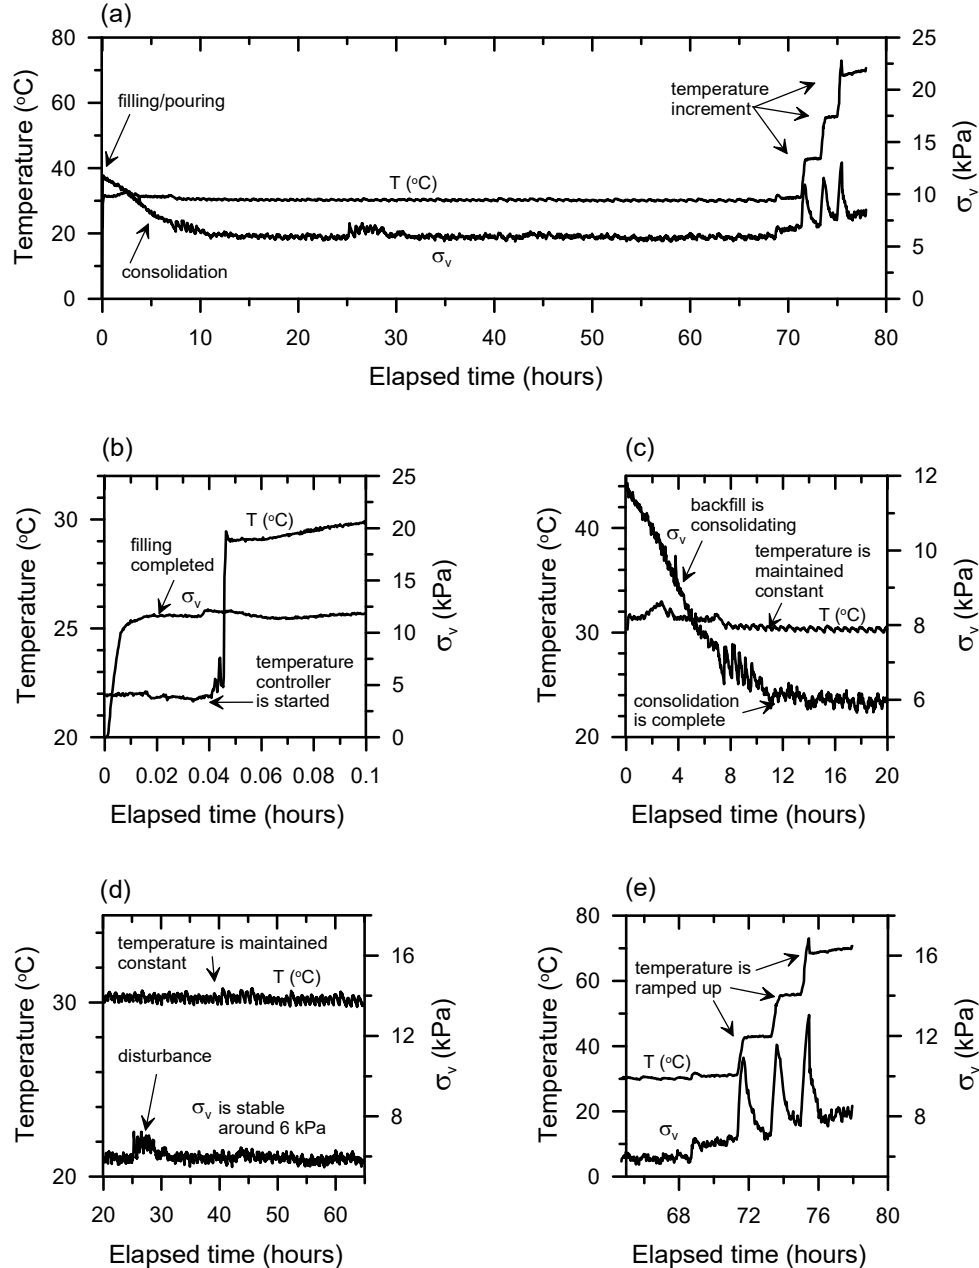 (a)
80
60
40
20
0
Temperature (°C)
25
20
15
10
5
0
σv (kPa)
filling/pouring
consolidation
T (°C)
σv
temperature
increment
0 10 20 30 40 50 60 70 80
Elapsed time (hours)
(b)
30
25
20
Temperature (°C)
25
20
15
10
5
0
σv (kPa)
T (°C)
filling
completed
σv
temperature
controller
is started
0 0.02 0.04 0.06 0.08 0.1
Elapsed time (hours)
(c)
40
30
20
Temperature (°C)
12
10
8
6
σv (kPa)
backfill is
consolidating
σv
temperature is
maintained
constant
T (°C)
consolidation
is complete
0 4 8 12 16 20
Elapsed time (hours)
(d)
30
20
Temperature (°C)
16
12
8
σv (kPa)
temperature is maintained
constant
T (°C)
disturbance
σv is stable
around 6 kPa
20 30 40 50 60
Elapsed time (hours)
(e)
80
60
40
20
0
Temperature (°C)
16
12
8
σv (kPa)
temperature is
ramped up
T (°C)
σv
68 72 76 80
Elapsed time (hours)